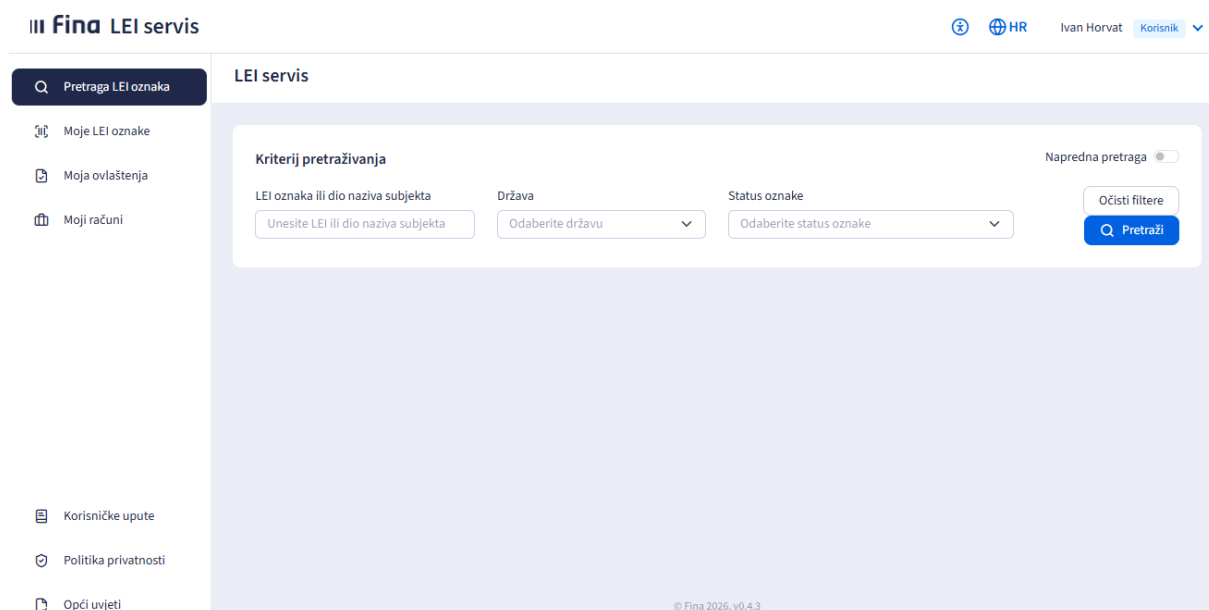 Fina LEI servis
HR
Ivan Horvat
Korisnik
Pretraga LEI oznaka
Moje LEI oznake
Moja ovlaštenja
Moji računi
Korisničke upute
Politika privatnosti
Opći uvjeti
LEI servis
Kriterij pretraživanja
Napredna pretraga
LEI oznaka ili dio naziva subjekta
Unesite LEI ili dio naziva subjekta
Država
Odaberite državu
Status oznake
Odaberite status oznake
Očisti filtere
Pretraži
© Fina 2026, v0.4.3